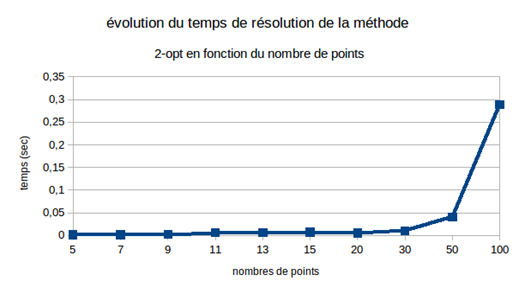 évolution du temps de résolution de la méthode
2-opt en fonction du nombre de points
0,35
0,3
0,25
0,2
0,15
0,1
0,05
0
temps (sec)
5 7 9 11 13 15 20 30 50 100
nombres de points